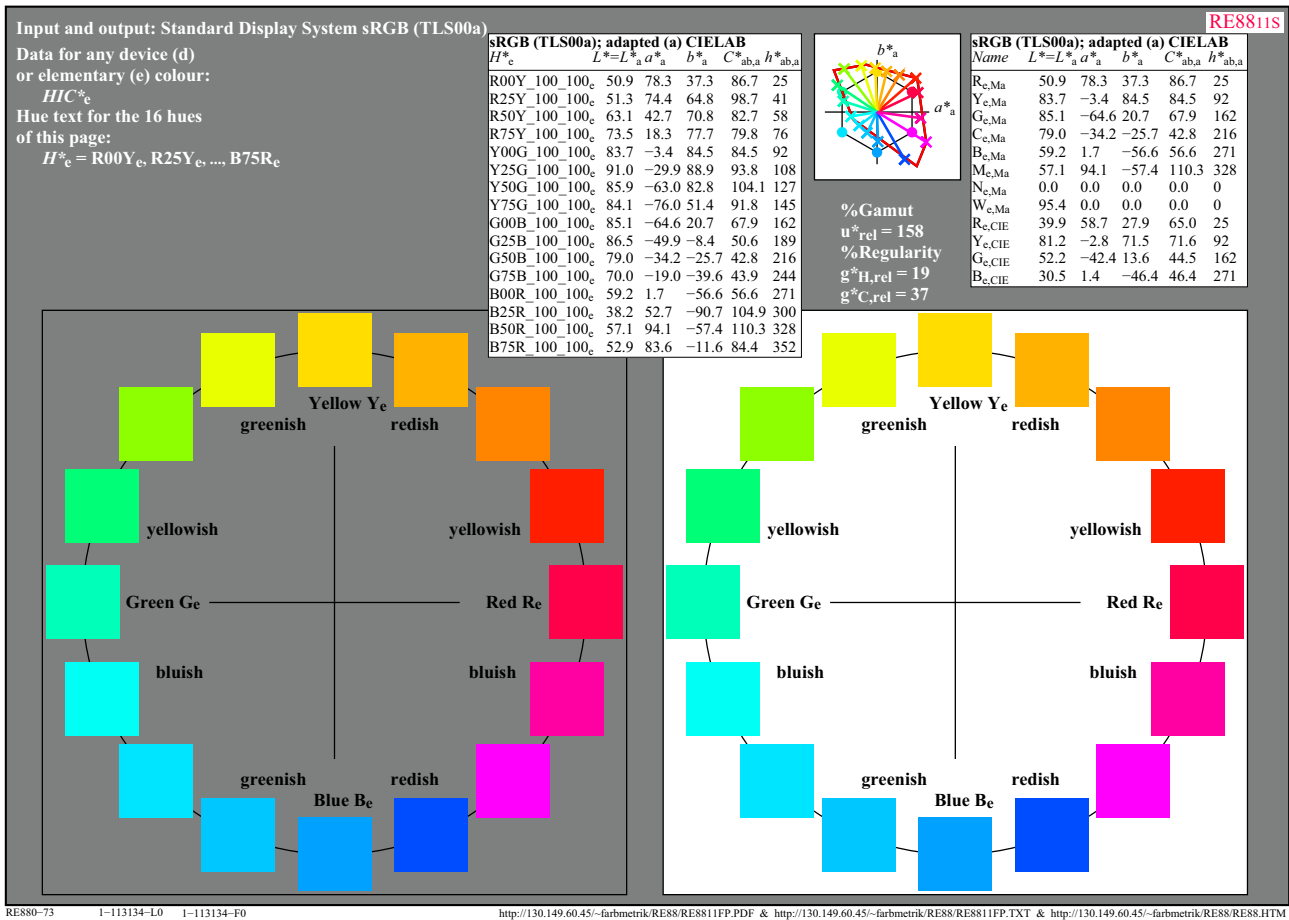 Input and output: Standard Display System sRGB (TLS00a)
RE8811S
Data for any device (d)
or elementary (e) colour:
HIC*e
Hue text for the 16 hues
of this page:
H*e = R00Ye, R25Ye, ..., B75Re
sRGB (TLS00a); adapted (a) CIELAB
H*e L*=L*a a*a b*a C*ab,a h*ab,a
R00Y_100_100e 50.9 78.3 37.3 86.7 25
R25Y_100_100e 51.3 74.4 64.8 98.7 41
R50Y_100_100e 63.1 42.7 70.8 82.7 58
R75Y_100_100e 73.5 18.3 77.7 79.8 76
Y00G_100_100e 83.7 −3.4 84.5 84.5 92
Y25G_100_100e 91.0 −29.9 88.9 93.8 108
Y50G_100_100e 85.9 −63.0 82.8 104.1 127
Y75G_100_100e 84.1 −76.0 51.4 91.8 145
G00B_100_100e 85.1 −64.6 20.7 67.9 162
G25B_100_100e 86.5 −49.9 −8.4 50.6 189
G50B_100_100e 79.0 −34.2 −25.7 42.8 216
G75B_100_100e 70.0 −19.0 −39.6 43.9 244
B00R_100_100e 59.2 1.7 −56.6 56.6 271
B25R_100_100e 38.2 52.7 −90.7 104.9 300
B50R_100_100e 57.1 94.1 −57.4 110.3 328
B75R_100_100e 52.9 83.6 −11.6 84.4 352
b*a
a*a
%Gamut
u*rel = 158
%Regularity
g*H,rel = 19
g*C,rel = 37
sRGB (TLS00a); adapted (a) CIELAB
Name L*=L*a a*a b*a C*ab,a h*ab,a
Re,Ma 50.9 78.3 37.3 86.7 25
Ye,Ma 83.7 −3.4 84.5 84.5 92
Ge,Ma 85.1 −64.6 20.7 67.9 162
Ce,Ma 79.0 −34.2 −25.7 42.8 216
Be,Ma 59.2 1.7 −56.6 56.6 271
Me,Ma 57.1 94.1 −57.4 110.3 328
Ne,Ma 0.0 0.0 0.0 0.0 0
We,Ma 95.4 0.0 0.0 0.0 0
Re,CIE 39.9 58.7 27.9 65.0 25
Ye,CIE 81.2 −2.8 71.5 71.6 92
Ge,CIE 52.2 −42.4 13.6 44.5 162
Be,CIE 30.5 1.4 −46.4 46.4 271
Yellow Ye
greenish redish
yellowish yellowish
Green Ge Red Re
bluish bluish
greenish redish
Blue Be
Yellow Ye
greenish redish
yellowish yellowish
Green Ge Red Re
bluish bluish
greenish redish
Blue Be
RE880−73 1−113134−L0 1−113134−F0 http://130.149.60.45/~farbmetrik/RE88/RE8811FP.PDF & http://130.149.60.45/~farbmetrik/RE88/RE8811FP.TXT & http://130.149.60.45/~farbmetrik/RE88/RE88.HTM